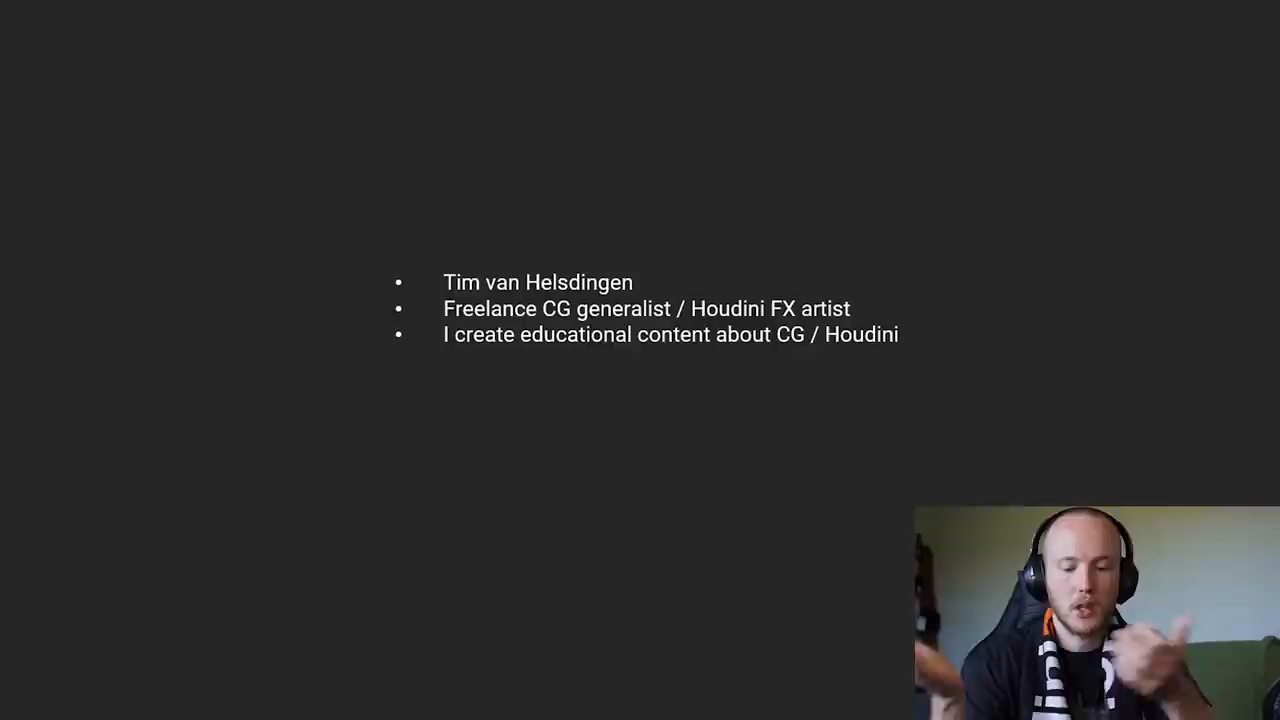 • Tim van Helsdingen
• Freelance CG generalist / Houdini FX artist
• I create educational content about CG / Houdini